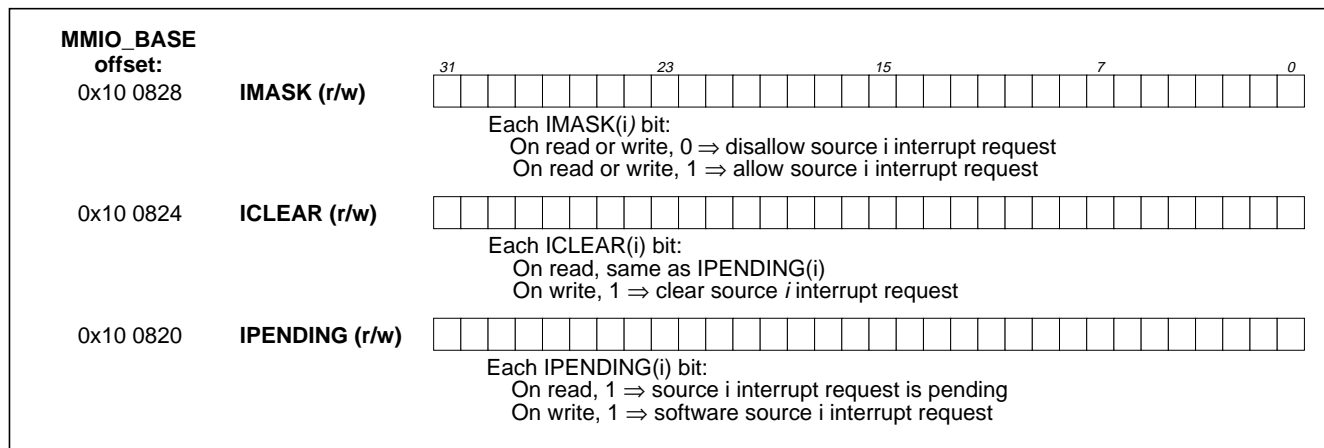 MMIO_BASE
offset:
31 23 15 7 0
0x10 0828 IMASK (r/w)
Each IMASK(i) bit:
On read or write, 0 ⇒ disallow source i interrupt request
On read or write, 1 ⇒ allow source i interrupt request
0x10 0824 ICLEAR (r/w)
Each ICLEAR(i) bit:
On read, same as IPENDING(i)
On write, 1 ⇒ clear source i interrupt request
0x10 0820 IPENDING (r/w)
Each IPENDING(i) bit:
On read, 1 ⇒ source i interrupt request is pending
On write, 1 ⇒ software source i interrupt request